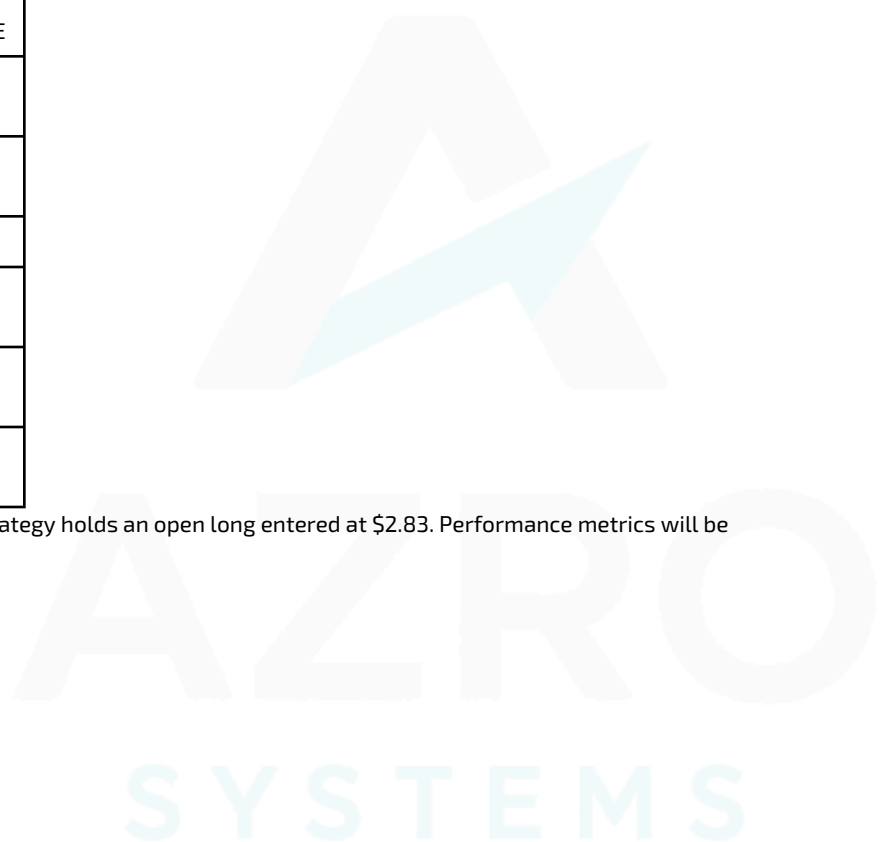 E
ategy holds an open long entered at $2.83. Performance metrics will be
AZRO
SYSTEMS